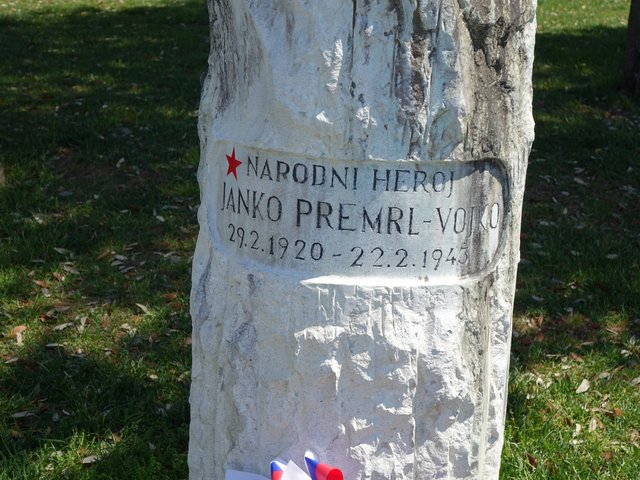 NARODNI HEROJ
JANKO PREMRL-VOJKO
29.2.1920 - 22.2.1943